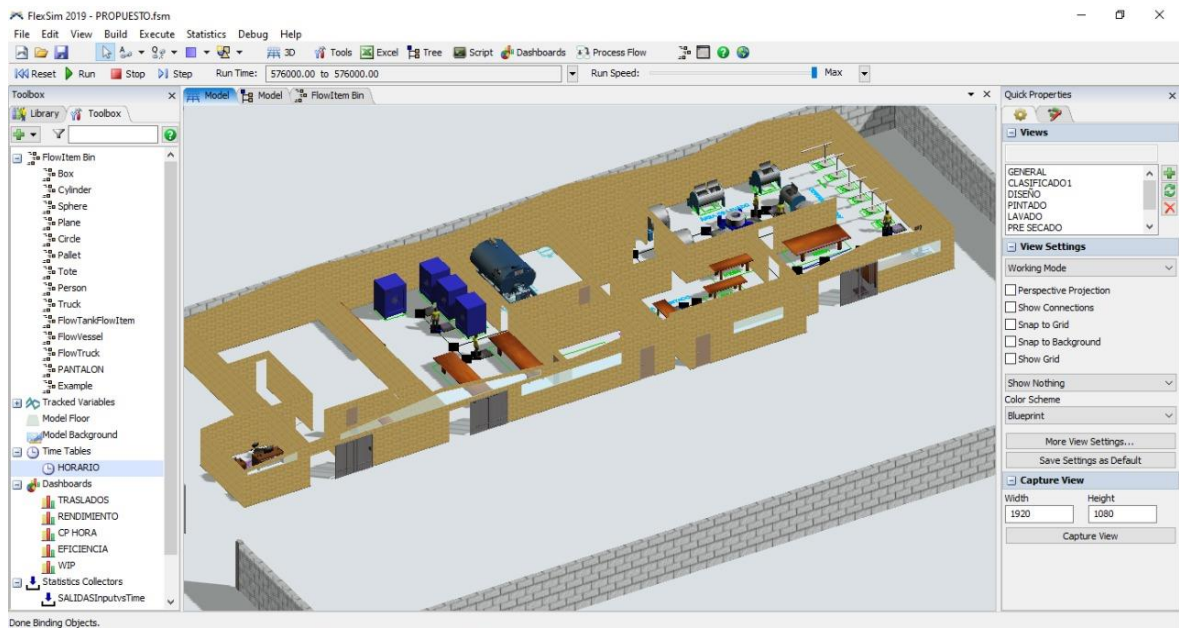 FlexSim 2019 - PROPUESTO.fsm
File Edit View Build Execute Statistics Debug Help
3D Tools Excel Tree Script Dashboards Process Flow
Reset Run Stop Step Run Time: 576000.00 to 576000.00 Run Speed: Max
Toolbox
Library Toolbox
FlowItem Bin
Box
Cylinder
Sphere
Plane
Circle
Pallet
Tote
Person
Truck
FlowTankFlowItem
FlowVessel
FlowTruck
PANTALON
Example
Tracked Variables
Model Floor
Model Background
Time Tables
HORARIO
Dashboards
TRASLADOS
RENDIMIENTO
CP HORA
EFICIENCIA
WIP
Statistics Collectors
SALIDASInputvsTime
Model Model FlowItem Bin
Quick Properties
Views
GENERAL
CLASIFICADO1
DISEÑO
PINTADO
LAVADO
PRE SECADO
View Settings
Working Mode
Perspective Projection
Show Connections
Snap to Grid
Snap to Background
Show Grid
Show Nothing
Color Scheme
Blueprint
More View Settings...
Save Settings as Default
Capture View
Width Height
1920 1080
Capture View
Done Binding Objects.